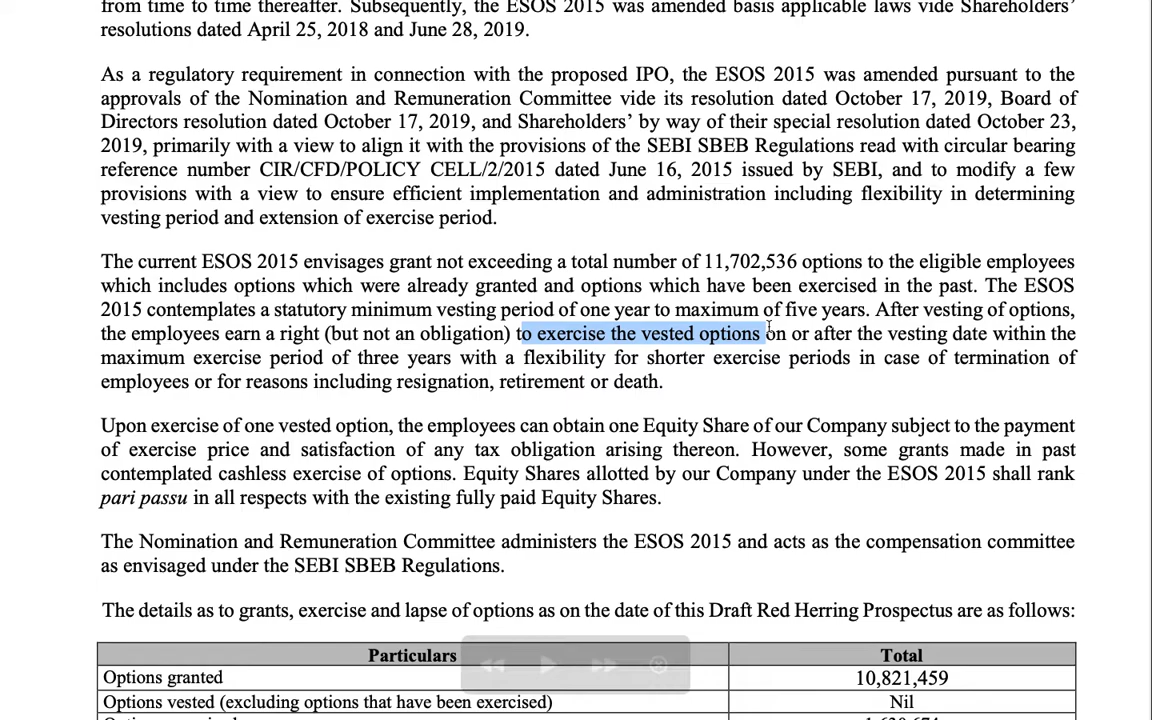 from time to time thereafter. Subsequently, the ESOS 2015 was amended basis applicable laws vide Shareholders'
resolutions dated April 25, 2018 and June 28, 2019.
As a regulatory requirement in connection with the proposed IPO, the ESOS 2015 was amended pursuant to the
approvals of the Nomination and Remuneration Committee vide its resolution dated October 17, 2019, Board of
Directors resolution dated October 17, 2019, and Shareholders' by way of their special resolution dated October 23,
2019, primarily with a view to align it with the provisions of the SEBI SBEB Regulations read with circular bearing
reference number CIR/CFD/POLICY CELL/2/2015 dated June 16, 2015 issued by SEBI, and to modify a few
provisions with a view to ensure efficient implementation and administration including flexibility in determining
vesting period and extension of exercise period.
The current ESOS 2015 envisages grant not exceeding a total number of 11,702,536 options to the eligible employees
which includes options which were already granted and options which have been exercised in the past. The ESOS
2015 contemplates a statutory minimum vesting period of one year to maximum of five years. After vesting of options,
the employees earn a right (but not an obligation) to exercise the vested options on or after the vesting date within the
maximum exercise period of three years with a flexibility for shorter exercise periods in case of termination of
employees or for reasons including resignation, retirement or death.
Upon exercise of one vested option, the employees can obtain one Equity Share of our Company subject to the payment
of exercise price and satisfaction of any tax obligation arising thereon. However, some grants made in past
contemplated cashless exercise of options. Equity Shares allotted by our Company under the ESOS 2015 shall rank
pari passu in all respects with the existing fully paid Equity Shares.
The Nomination and Remuneration Committee administers the ESOS 2015 and acts as the compensation committee
as envisaged under the SEBI SBEB Regulations.
The details as to grants, exercise and lapse of options as on the date of this Draft Red Herring Prospectus are as follows:
Particulars Total
Options granted 10,821,459
Options vested (excluding options that have been exercised) Nil